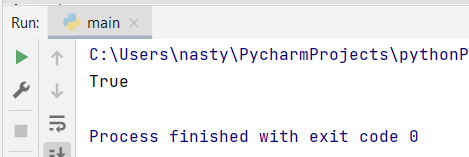 Run: main
C:\Users\nasty\PycharmProjects\pythonP
True
Process finished with exit code 0